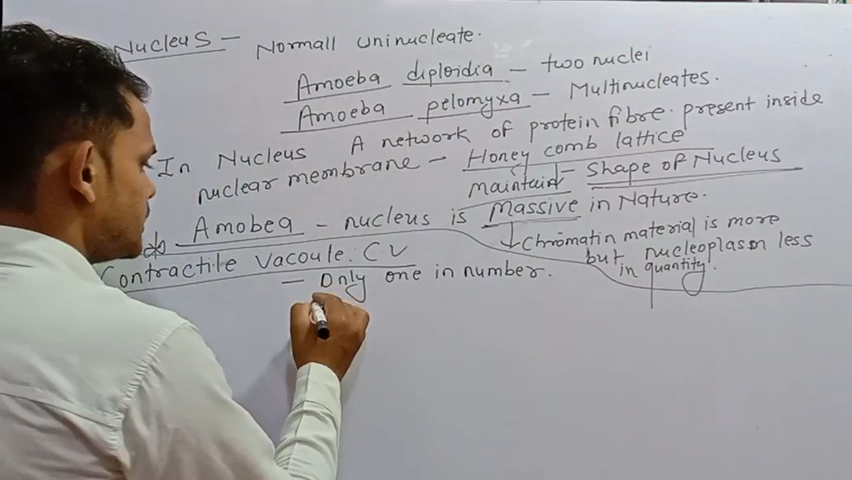 Nucleus - Normall uninucleate.
Amoeba diploidia - two nuclei
Amoeba pelomyxa - Multinucleates.
In Nucleus A network of protein fibre. present inside
nuclear membrane - Honey comb lattice
maintain - Shape of Nucleus
Amobea - nucleus is Massive in Nature.
↓ Chromatin material is more
but nucleoplasm less
in quantity.
Contractile Vacoule. CV
- Only one in number.